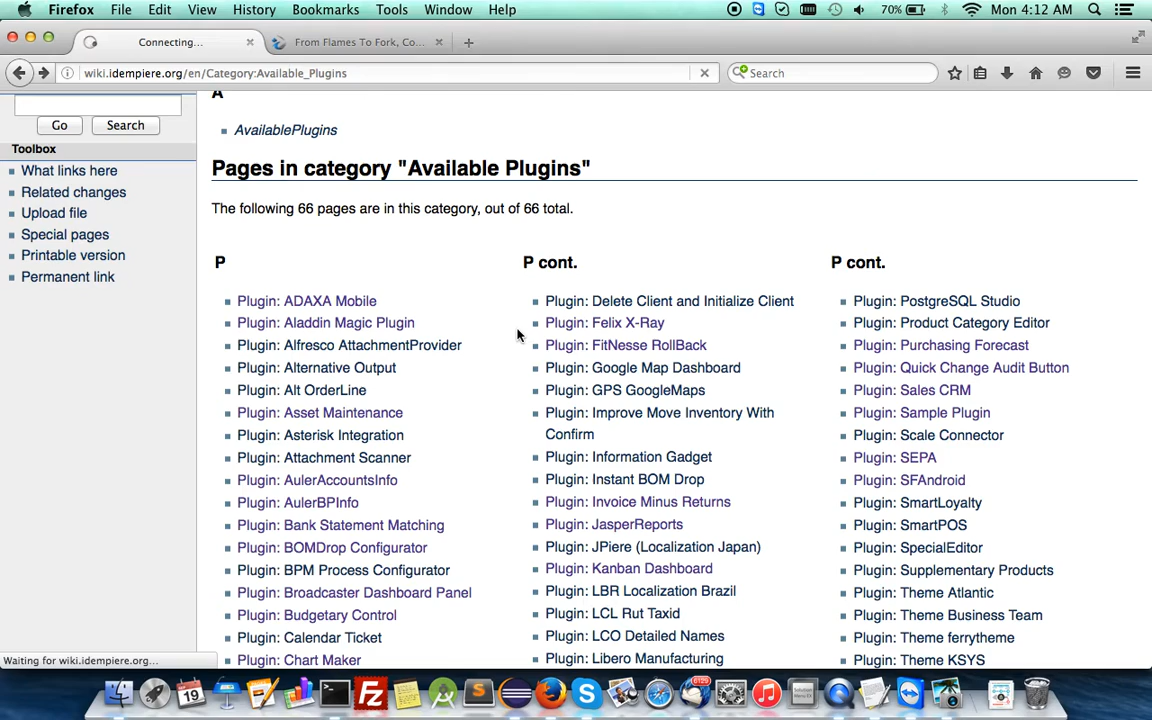 Firefox File Edit View History Bookmarks Tools Window Help 70% Mon 4:12 AM
Connecting... From Flames To Fork, Co...
wiki.idempiere.org/en/Category:Available_Plugins Search
Go Search
Toolbox
What links here
Related changes
Upload file
Special pages
Printable version
Permanent link
A
AvailablePlugins
Pages in category "Available Plugins"
The following 66 pages are in this category, out of 66 total.
P
Plugin: ADAXA Mobile
Plugin: Aladdin Magic Plugin
Plugin: Alfresco AttachmentProvider
Plugin: Alternative Output
Plugin: Alt OrderLine
Plugin: Asset Maintenance
Plugin: Asterisk Integration
Plugin: Attachment Scanner
Plugin: AulerAccountsInfo
Plugin: AulerBPInfo
Plugin: Bank Statement Matching
Plugin: BOMDrop Configurator
Plugin: BPM Process Configurator
Plugin: Broadcaster Dashboard Panel
Plugin: Budgetary Control
Plugin: Calendar Ticket
Plugin: Chart Maker
P cont.
Plugin: Delete Client and Initialize Client
Plugin: Felix X-Ray
Plugin: FitNesse RollBack
Plugin: Google Map Dashboard
Plugin: GPS GoogleMaps
Plugin: Improve Move Inventory With
Confirm
Plugin: Information Gadget
Plugin: Instant BOM Drop
Plugin: Invoice Minus Returns
Plugin: JasperReports
Plugin: JPiere (Localization Japan)
Plugin: Kanban Dashboard
Plugin: LBR Localization Brazil
Plugin: LCL Rut Taxid
Plugin: LCO Detailed Names
Plugin: Libero Manufacturing
P cont.
Plugin: PostgreSQL Studio
Plugin: Product Category Editor
Plugin: Purchasing Forecast
Plugin: Quick Change Audit Button
Plugin: Sales CRM
Plugin: Sample Plugin
Plugin: Scale Connector
Plugin: SEPA
Plugin: SFAndroid
Plugin: SmartLoyalty
Plugin: SmartPOS
Plugin: SpecialEditor
Plugin: Supplementary Products
Plugin: Theme Atlantic
Plugin: Theme Business Team
Plugin: Theme ferrytheme
Plugin: Theme KSYS
Waiting for wiki.idempiere.org...